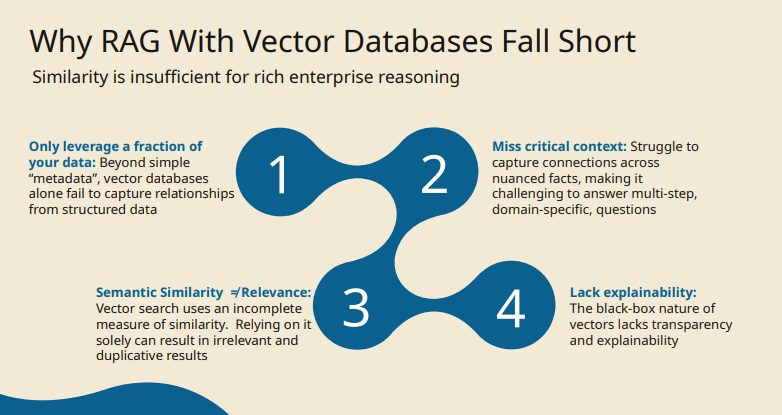 Why RAG With Vector Databases Fall Short
Similarity is insufficient for rich enterprise reasoning
Only leverage a fraction of
your data: Beyond simple
“metadata”, vector databases
alone fail to capture relationships
from structured data
1
2
Miss critical context: Struggle to
capture connections across
nuanced facts, making it
challenging to answer multi-step,
domain-specific, questions
Semantic Similarity ≠ Relevance:
Vector search uses an incomplete
measure of similarity. Relying on it
solely can result in irrelevant and
duplicative results
3
4
Lack explainability:
The black-box nature of
vectors lacks transparency
and explainability